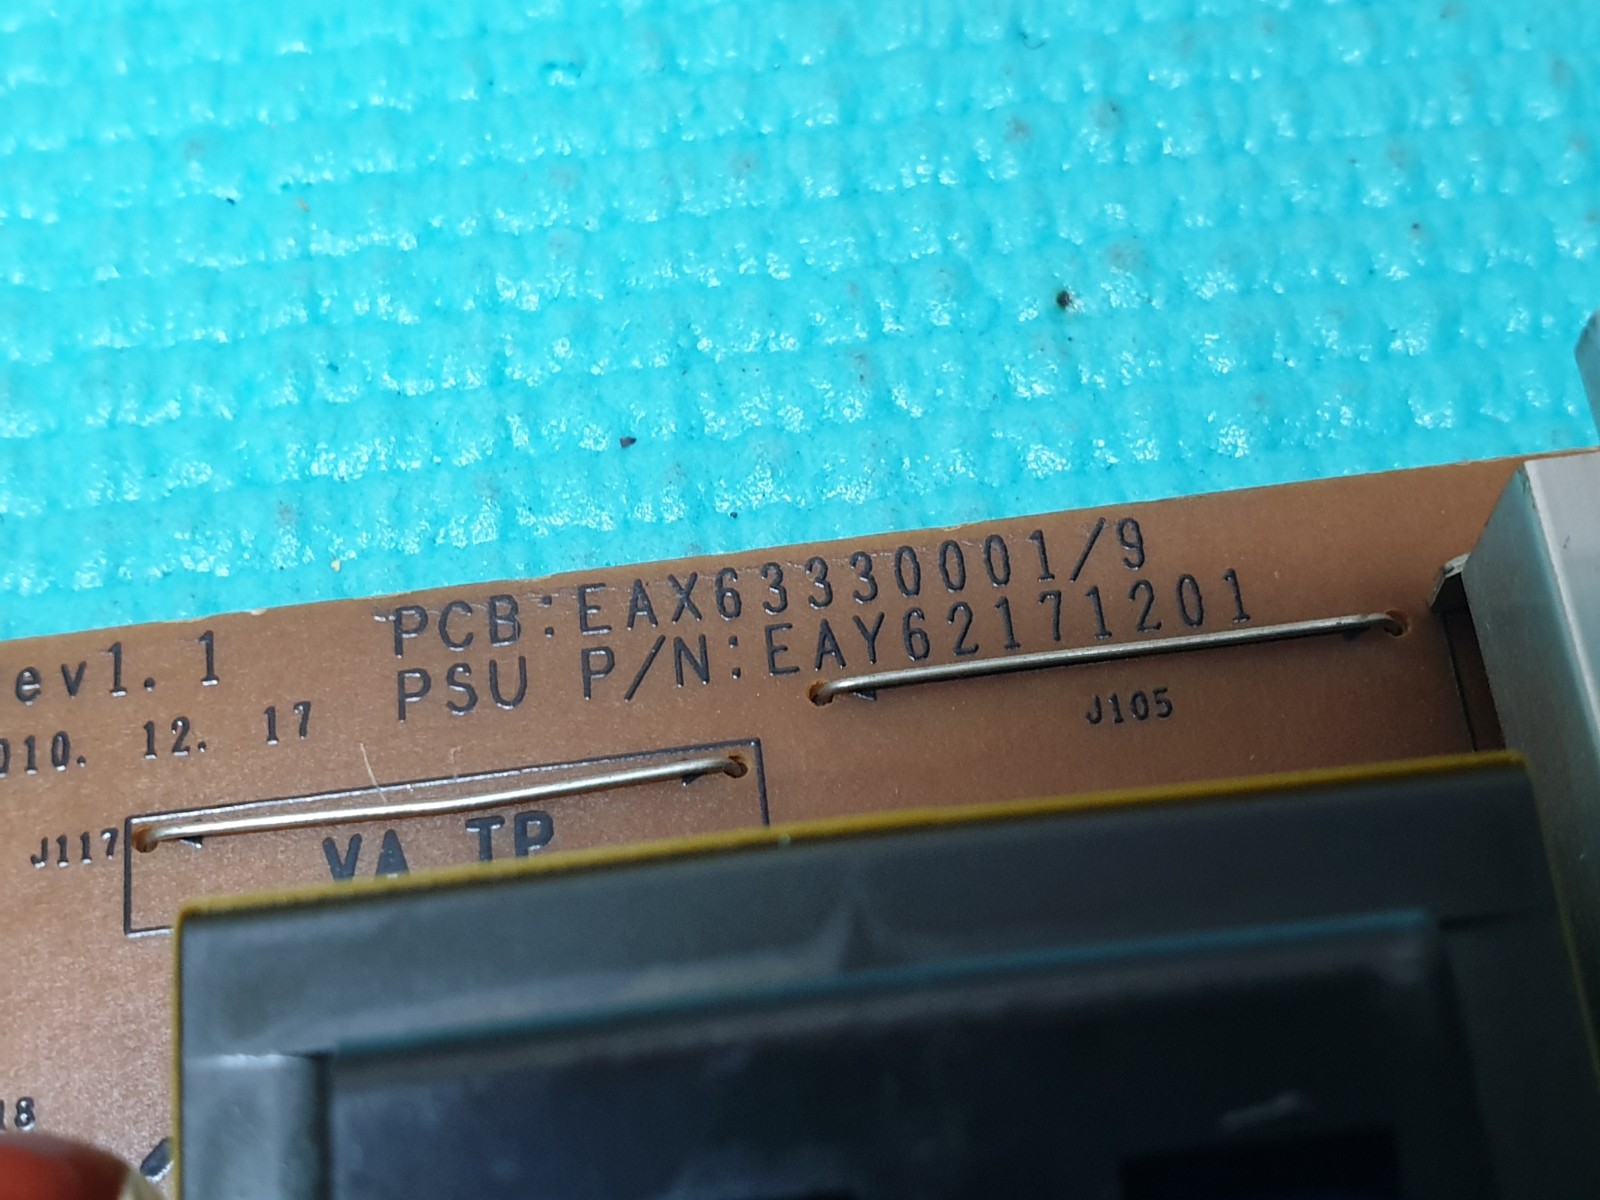 PCB:EAX63330001/9
PSU P/N:EAY62171201
ev1. 1
010. 12. 17
J105
J117
VA TP
18